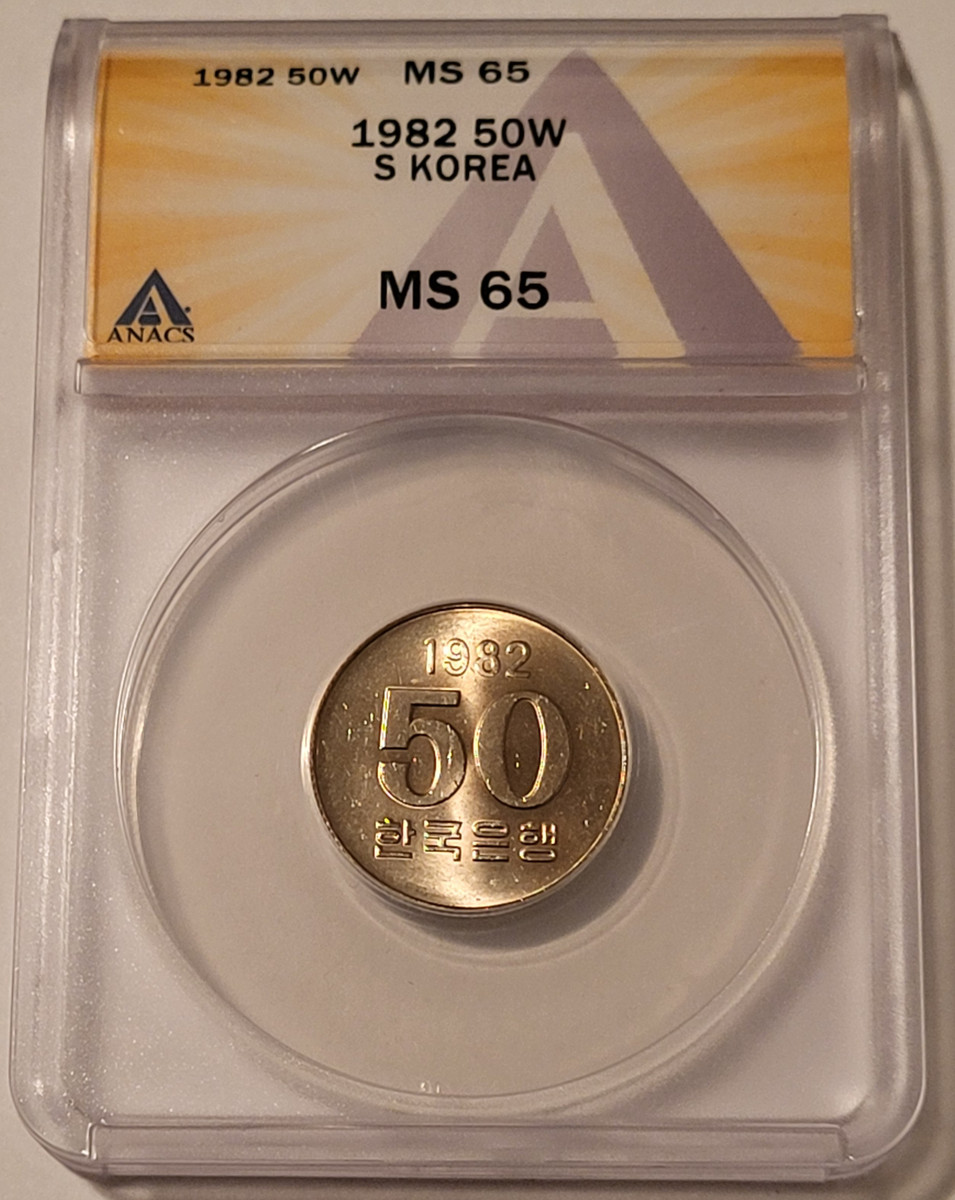 1982 50W MS 65
1982 50W
S KOREA
MS 65
ANACS
1982
50
한국은행